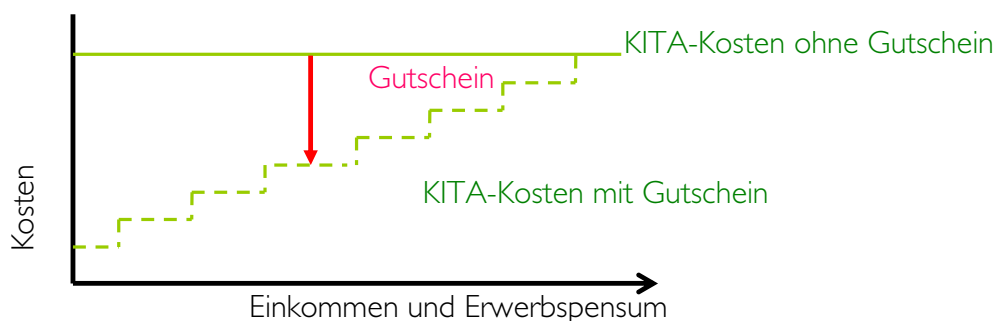 KITA-Kosten ohne Gutschein
Gutschein
KITA-Kosten mit Gutschein
Kosten
Einkommen und Erwerbspensum